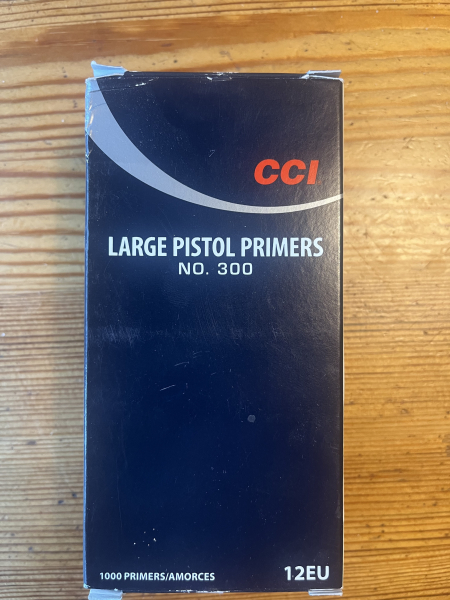 CCI
LARGE PISTOL PRIMERS
NO. 300
1000 PRIMERS/AMORCES
12EU